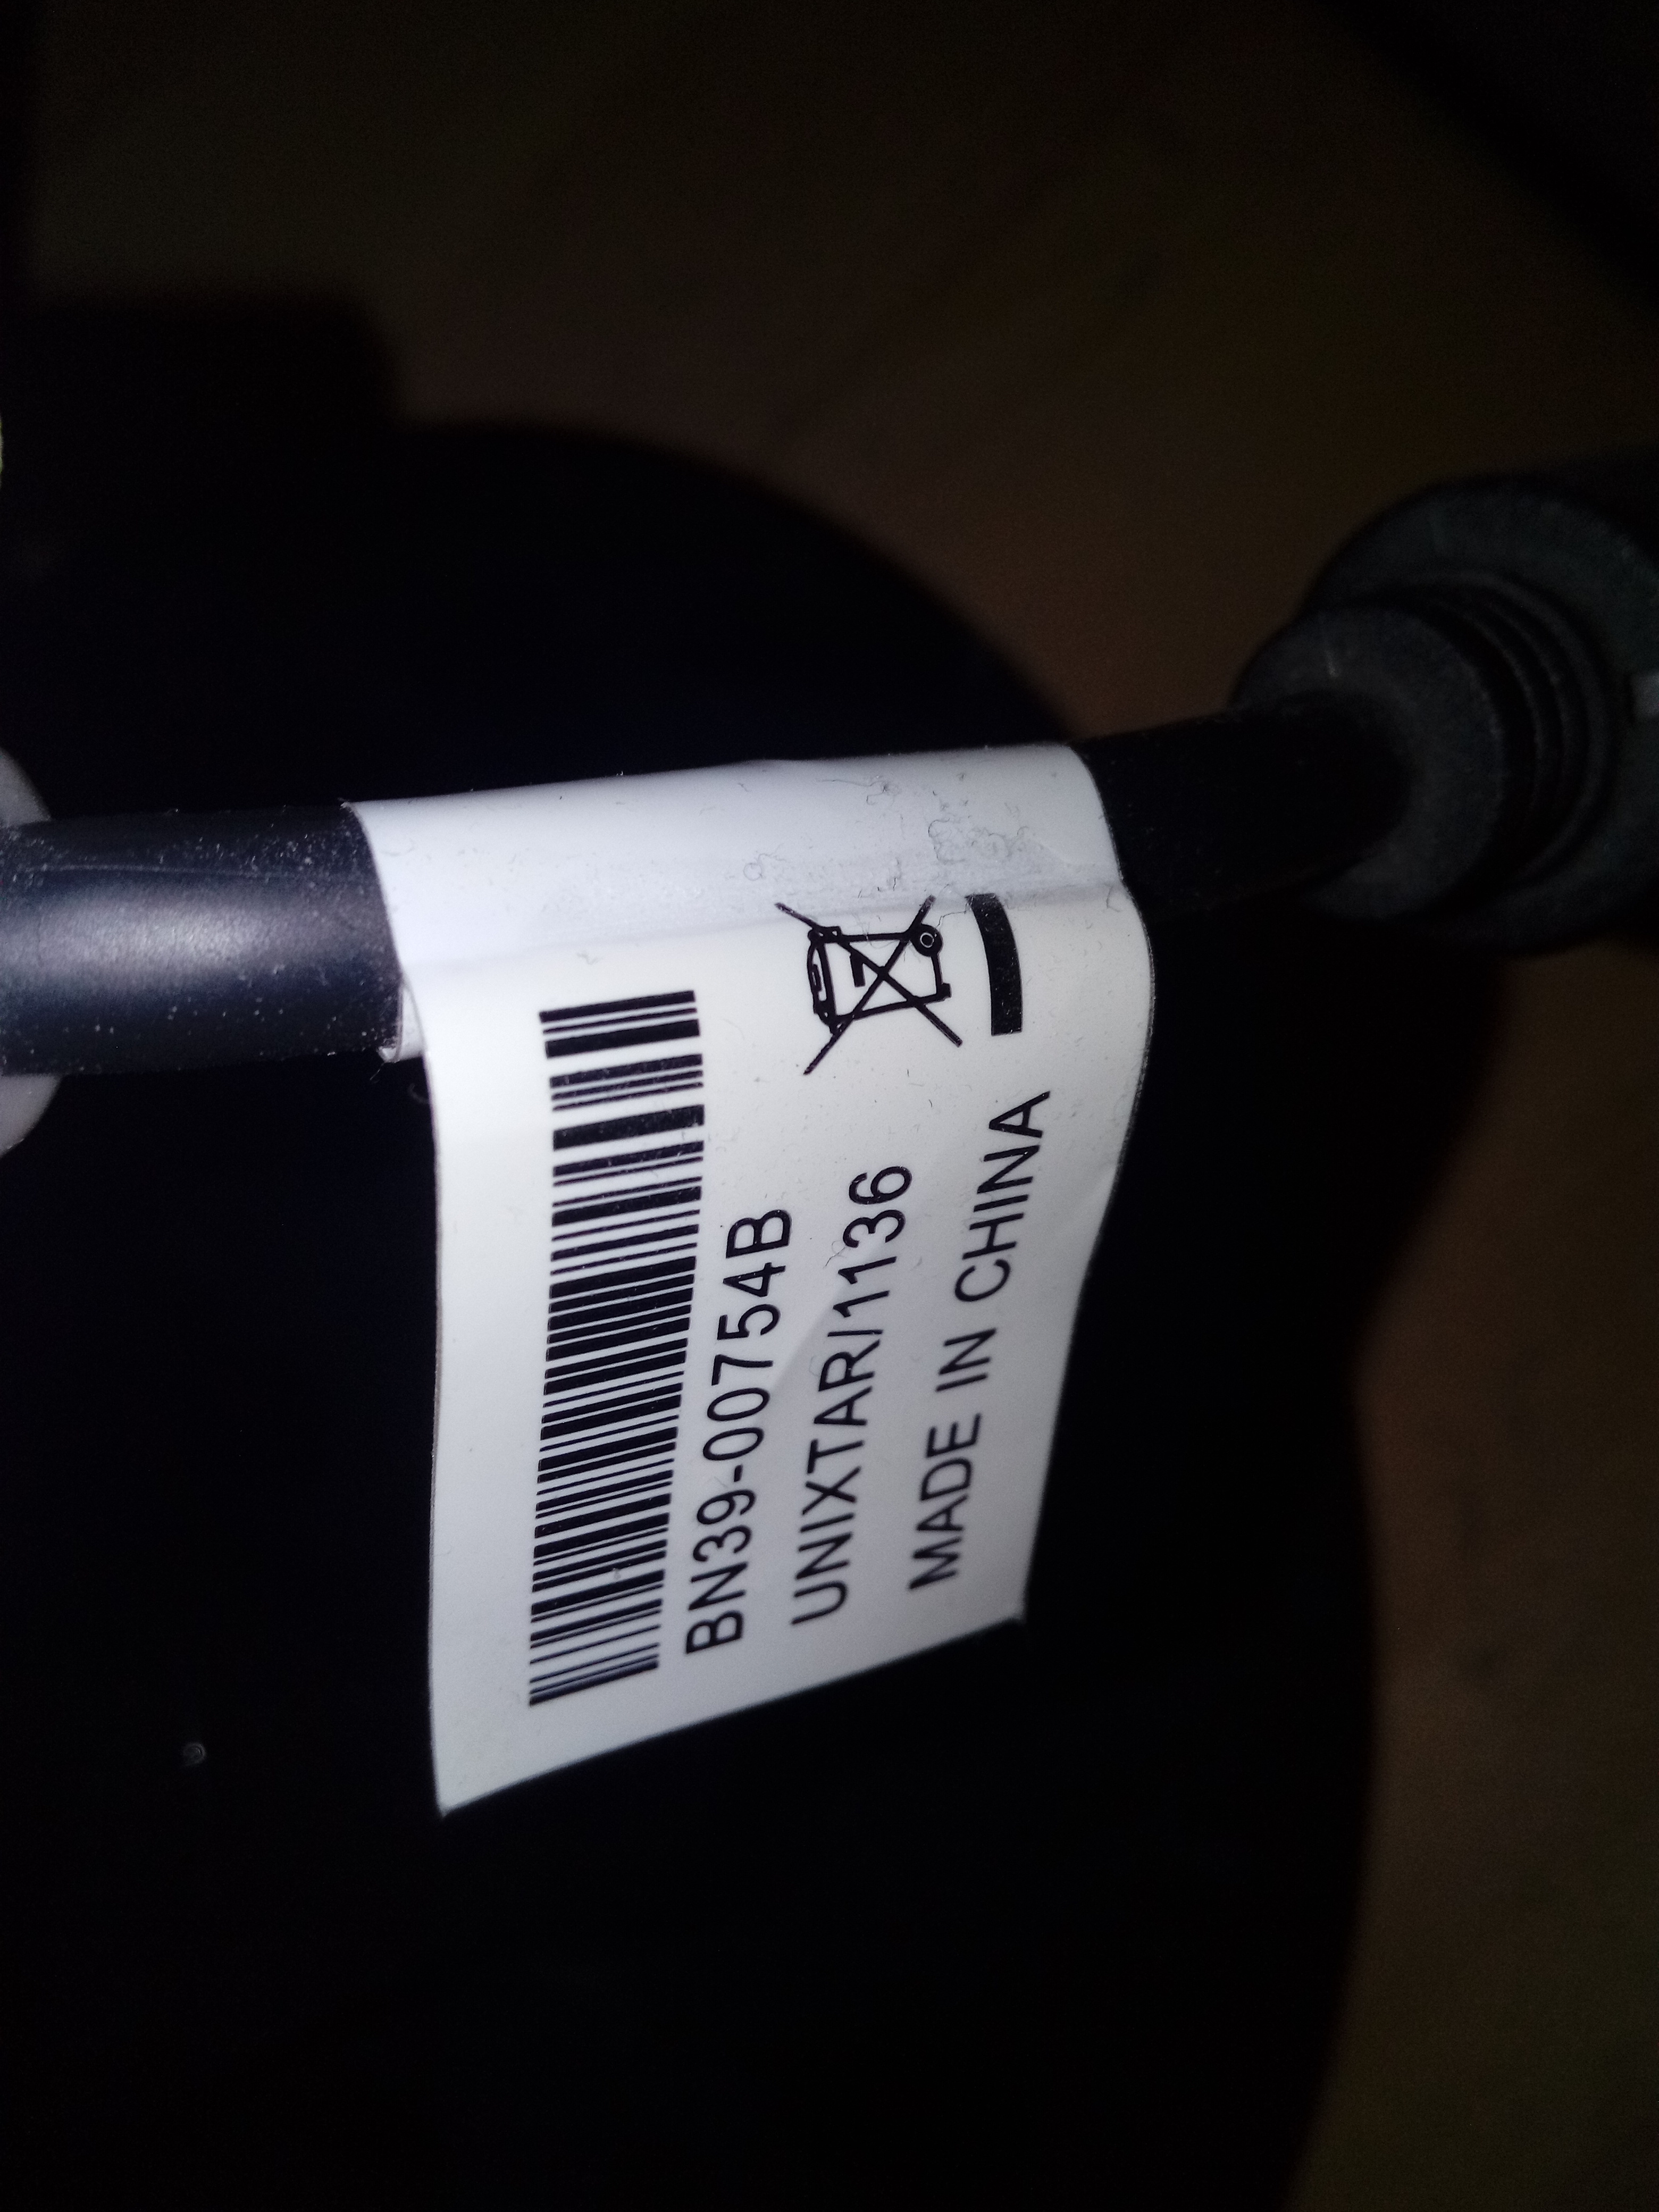 BN39-00754B
UNIXTAR/1136
MADE IN CHINA